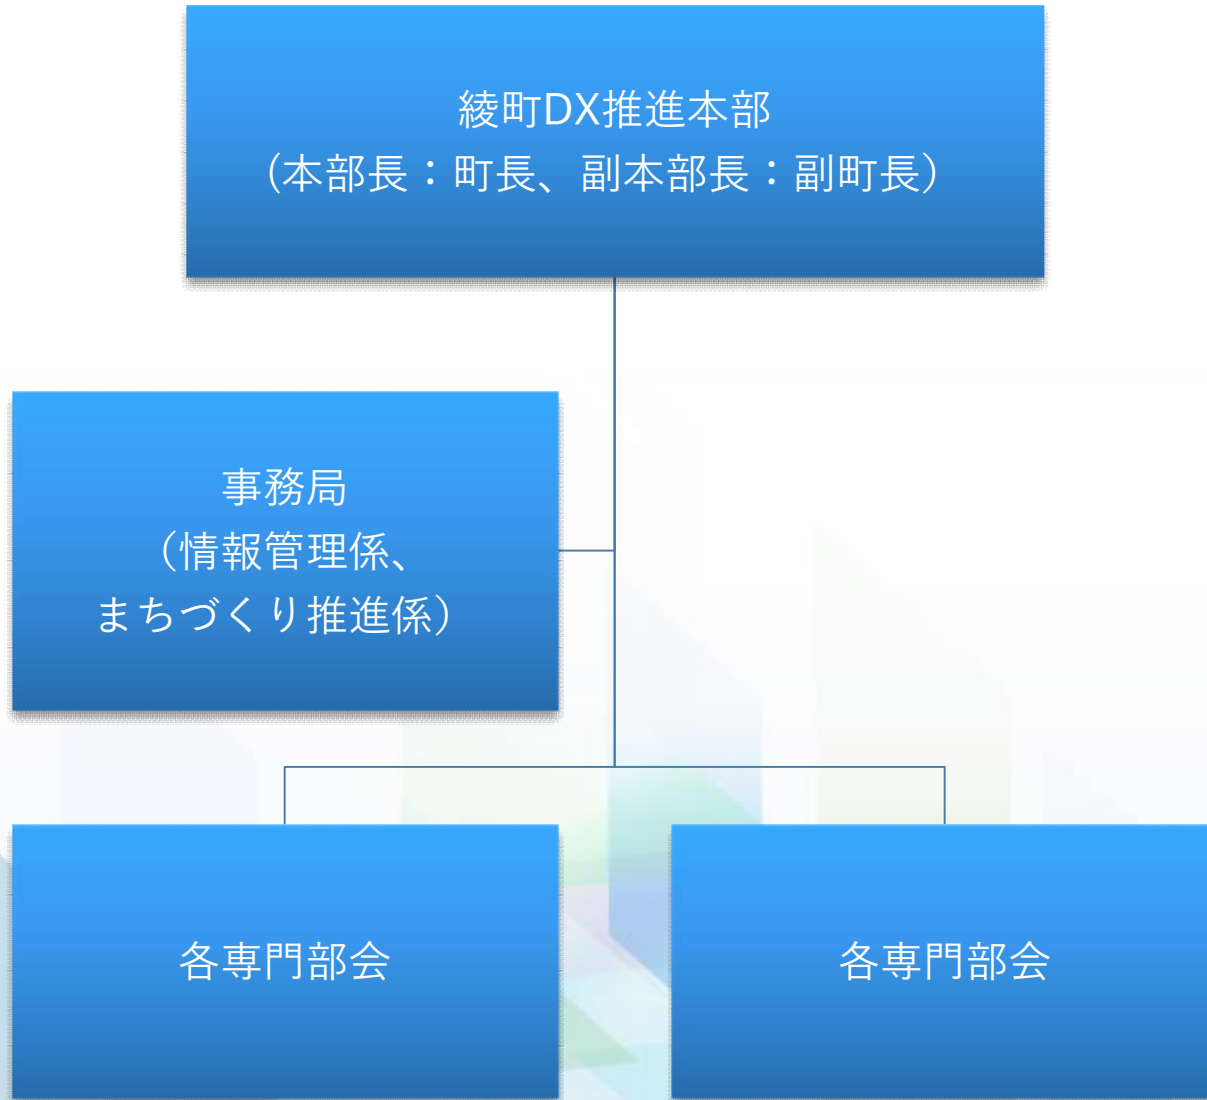 綾町DX推進本部
（本部長：町長、副本部長：副町長）
事務局
（情報管理係、
まちづくり推進係）
各専門部会
各専門部会